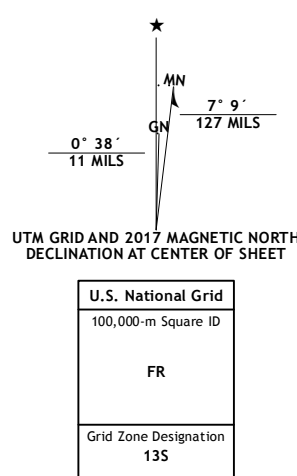 ★
MN
7° 9´
127 MILS
GN
0° 38´
11 MILS
UTM GRID AND 2017 MAGNETIC NORTH
DECLINATION AT CENTER OF SHEET
U.S. National Grid
100,000-m Square ID
FR
Grid Zone Designation
13S